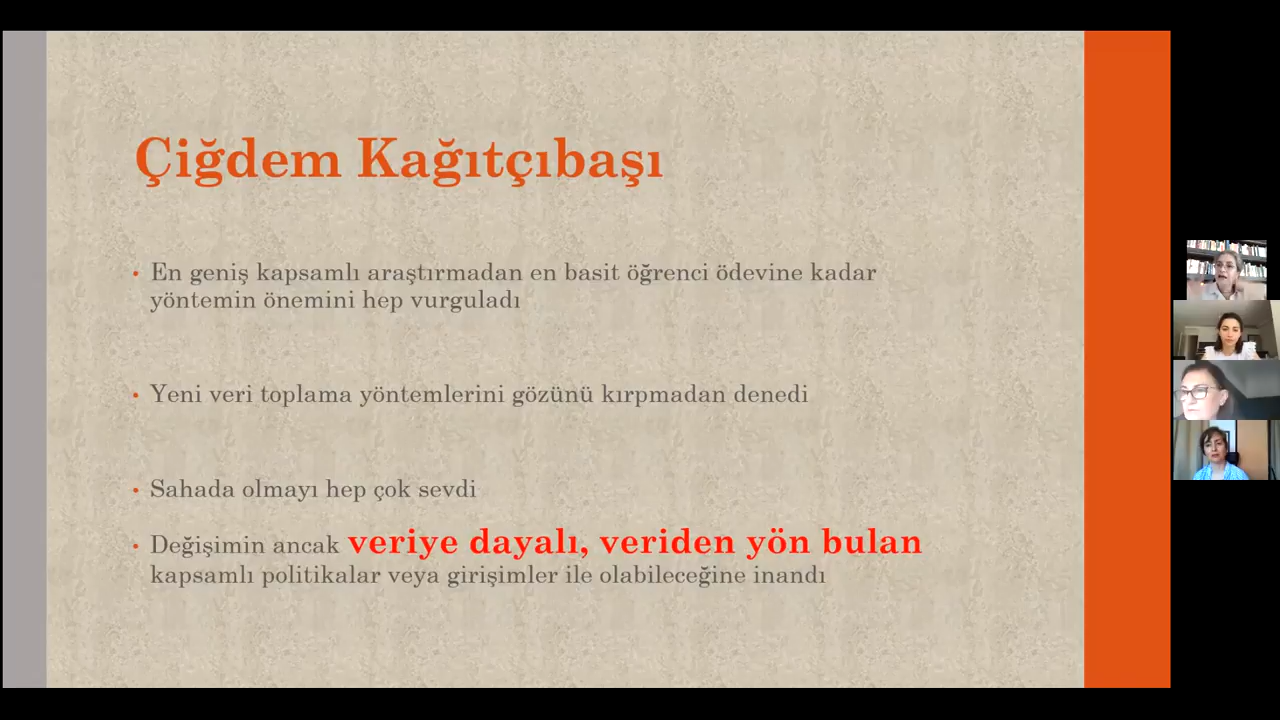 Çiğdem Kağıtçıbaşı
• En geniş kapsamlı araştırmadan en basit öğrenci ödevine kadar
yöntemin önemini hep vurguladı
• Yeni veri toplama yöntemlerini gözünü kırpmadan denedi
• Sahada olmayı hep çok sevdi
• Değişimin ancak veriye dayalı, veriden yön bulan
kapsamlı politikalar veya girişimler ile olabileceğine inandı